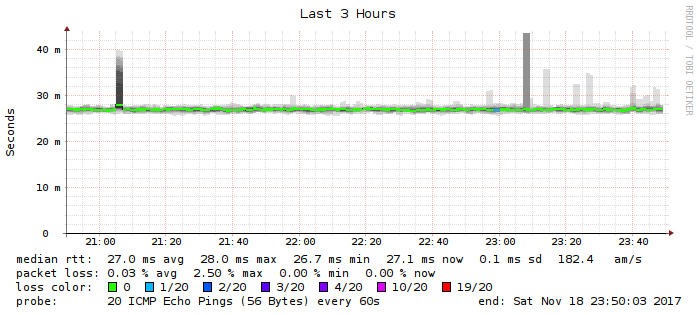 Last 3 Hours
RRDTOOL / TOBI OETIKER
Seconds
40 m
30 m
20 m
10 m
0
21:00 21:20 21:40 22:00 22:20 22:40 23:00 23:20 23:40
median rtt: 27.0 ms avg 28.0 ms max 26.7 ms min 27.1 ms now 0.1 ms sd 182.4 am/s
packet loss: 0.03 % avg 2.50 % max 0.00 % min 0.00 % now
loss color: 0 1/20 2/20 3/20 4/20 10/20 19/20
probe: 20 ICMP Echo Pings (56 Bytes) every 60s end: Sat Nov 18 23:50:03 2017